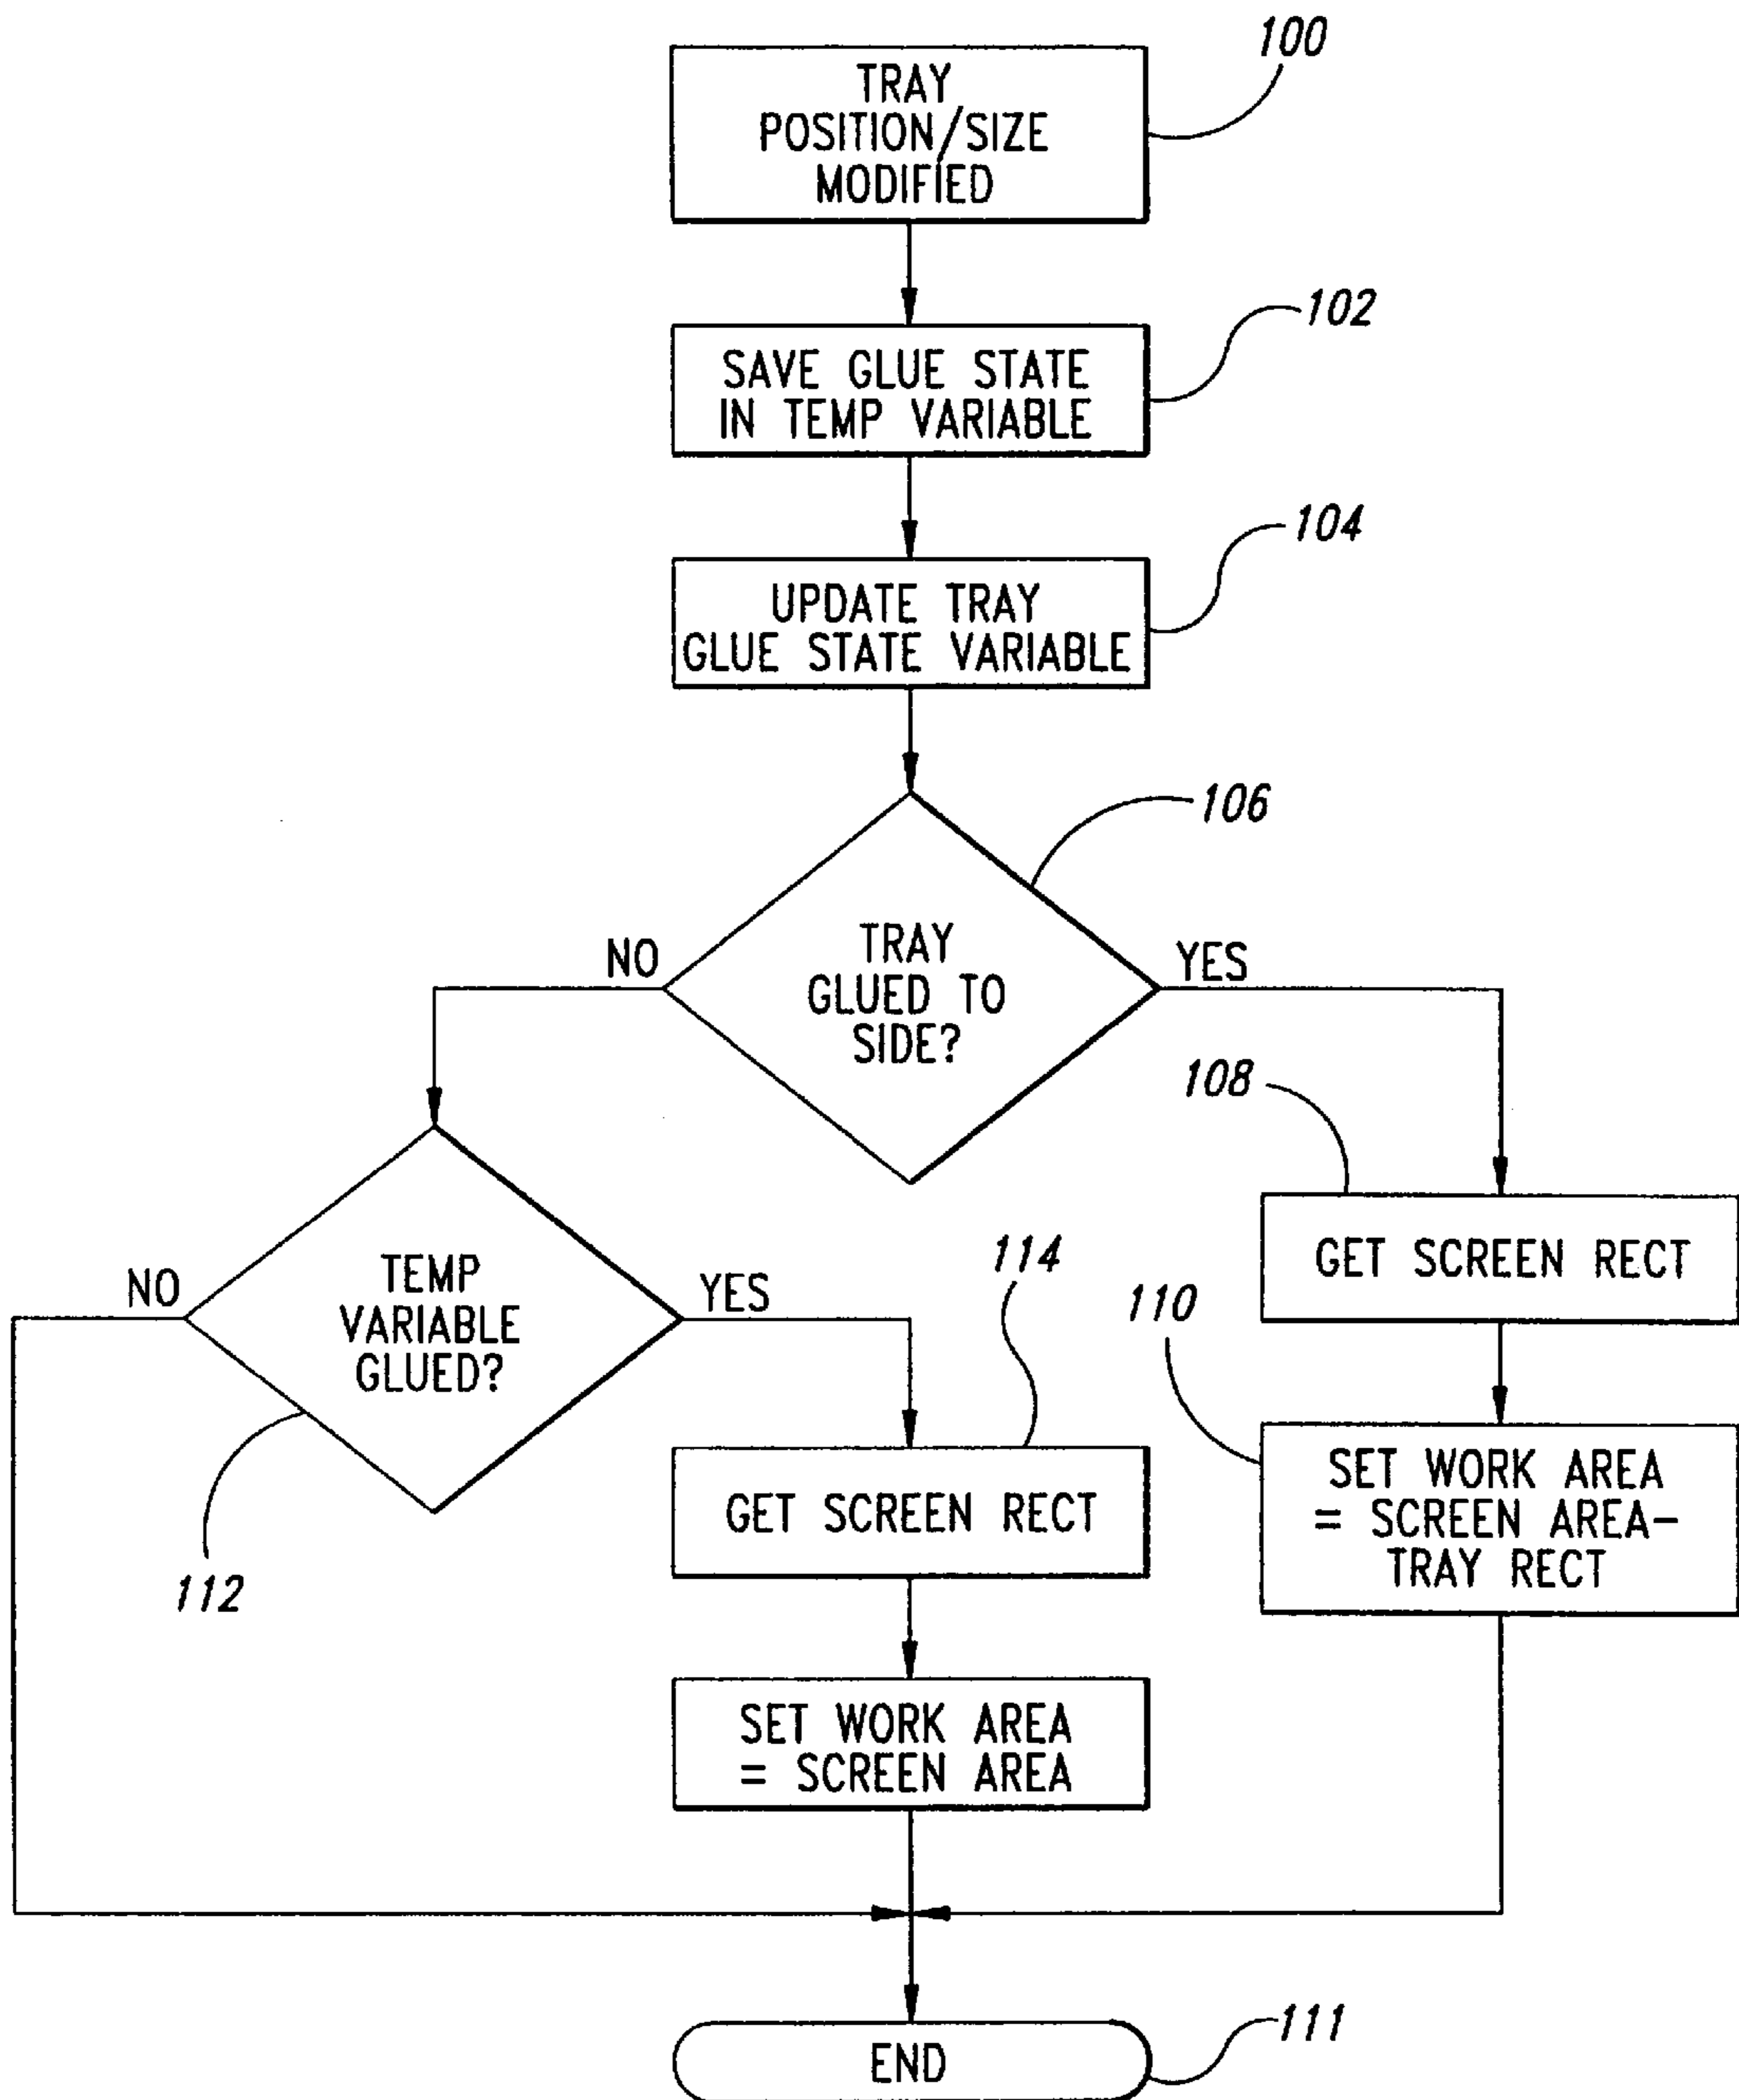 100
TRAY
POSITION/SIZE
MODIFIED
102
SAVE GLUE STATE
IN TEMP VARIABLE
104
UPDATE TRAY
GLUE STATE VARIABLE
106
TRAY
GLUED TO
SIDE?
NO
YES
108
GET SCREEN RECT
110
SET WORK AREA
= SCREEN AREA-
TRAY RECT
TEMP
VARIABLE
GLUED?
NO
YES
112
114
GET SCREEN RECT
SET WORK AREA
= SCREEN AREA
END
111